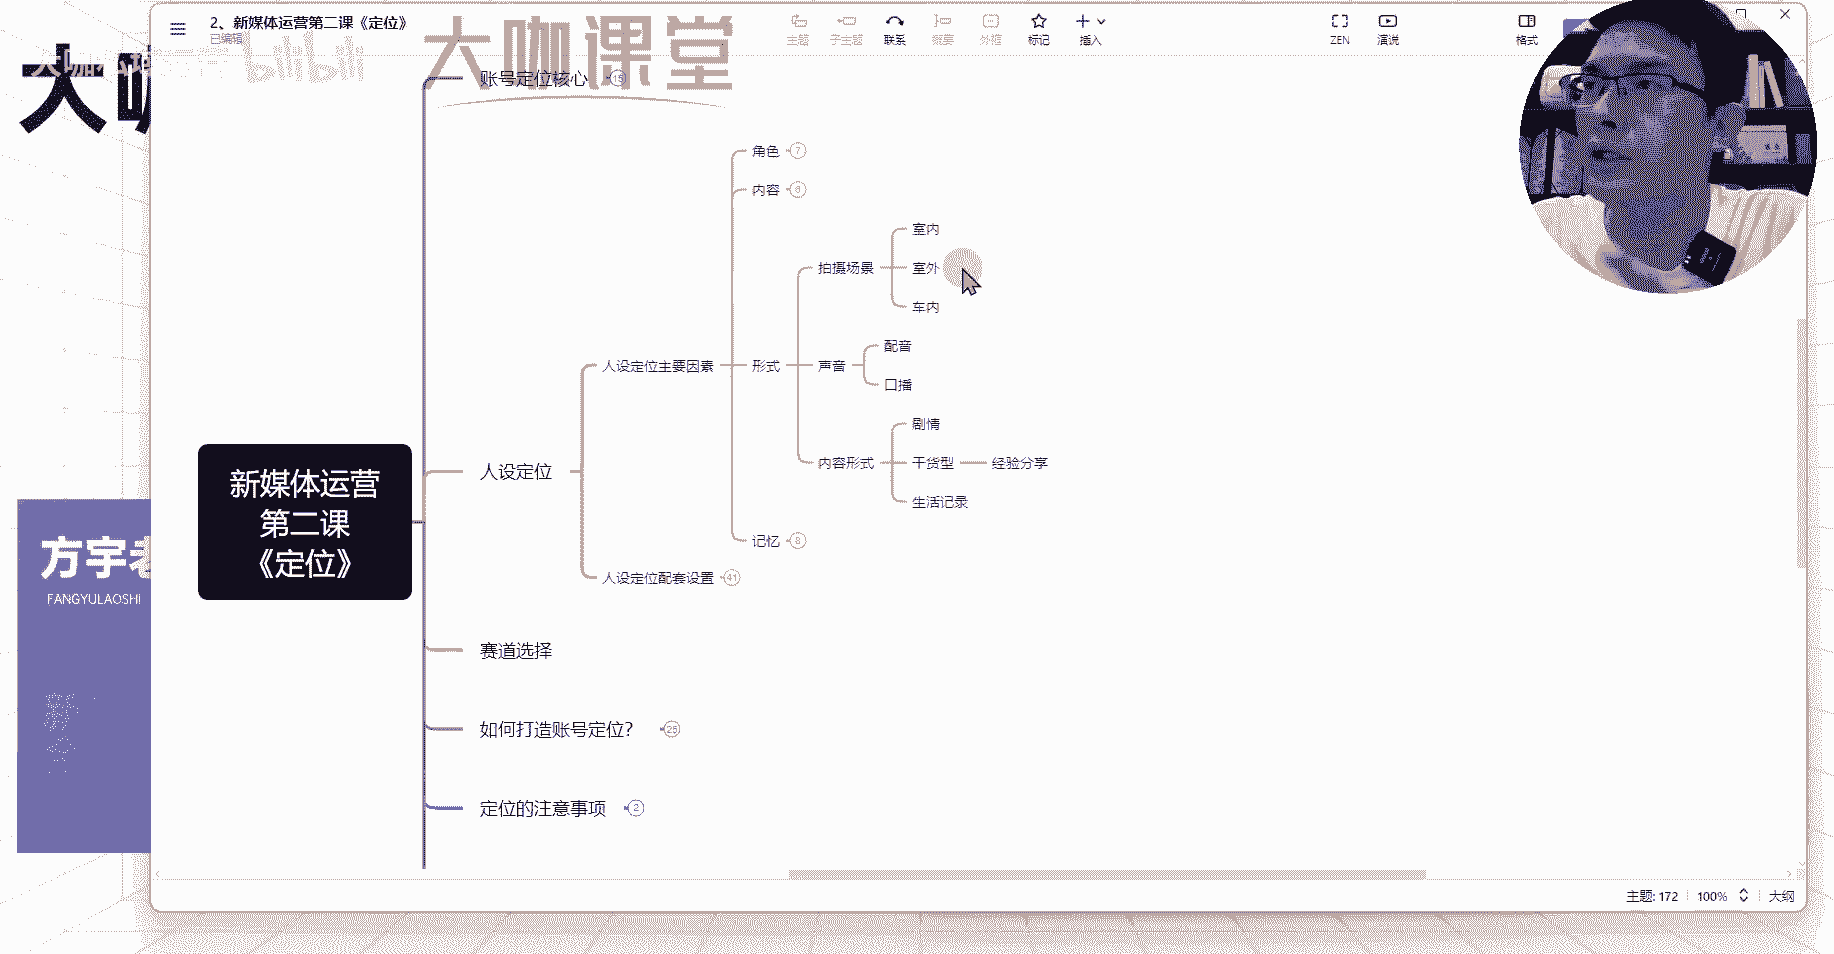 2、新媒体运营第二课《定位》
已编辑
主题
子主题
联系
概要
外框
标记
插入
ZEN
演说
格式
bilibili
大咖课堂
大咖
账号定位核心 15
角色 7
内容 6
室内
拍摄场景
室外
车内
配音
人设定位主要因素
形式
声音
口播
剧情
人设定位
内容形式
干货型
经验分享
生活记录
新媒体运营
第二课
《定位》
记忆 8
方宇老
人设定位配套设置 41
FANGYULAOSHI
赛道选择
如何打造账号定位? 25
定位的注意事项 2
主题: 172
100%
大纲